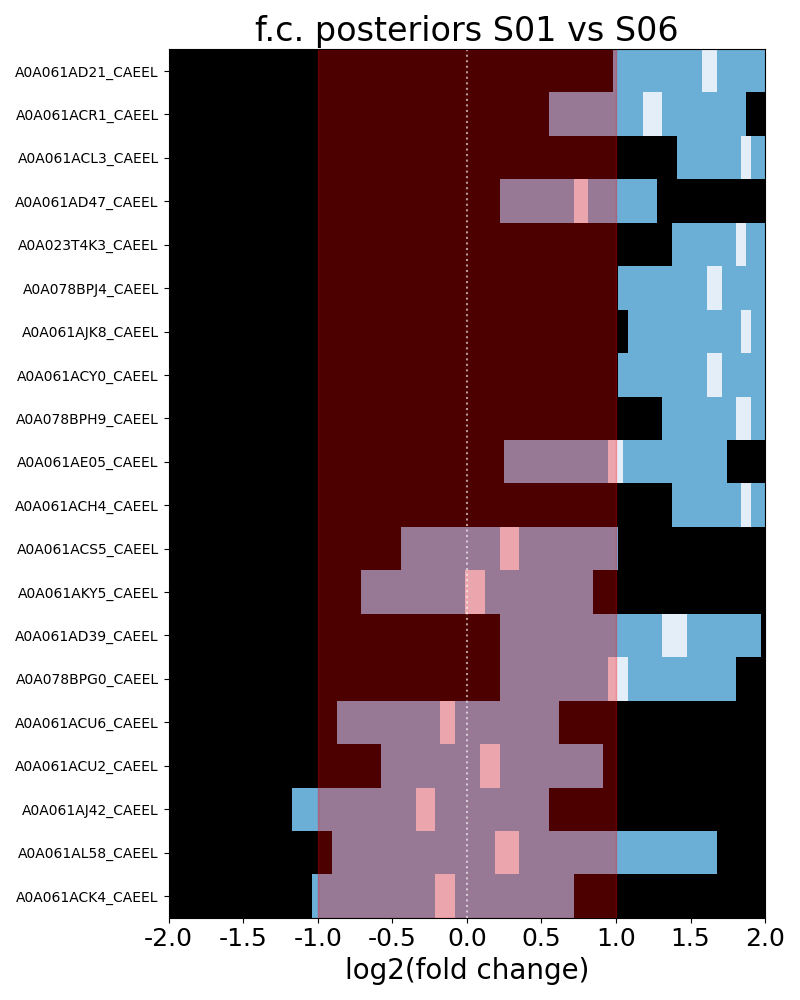 f.c. posteriors S01 vs S06
A0A061AD21_CAEEL
A0A061ACR1_CAEEL
A0A061ACL3_CAEEL
A0A061AD47_CAEEL
A0A023T4K3_CAEEL
A0A078BPJ4_CAEEL
A0A061AJK8_CAEEL
A0A061ACY0_CAEEL
A0A078BPH9_CAEEL
A0A061AE05_CAEEL
A0A061ACH4_CAEEL
A0A061ACS5_CAEEL
A0A061AKY5_CAEEL
A0A061AD39_CAEEL
A0A078BPG0_CAEEL
A0A061ACU6_CAEEL
A0A061ACU2_CAEEL
A0A061AJ42_CAEEL
A0A061AL58_CAEEL
A0A061ACK4_CAEEL
-2.0 -1.5 -1.0 -0.5 0.0 0.5 1.0 1.5 2.0
log2(fold change)